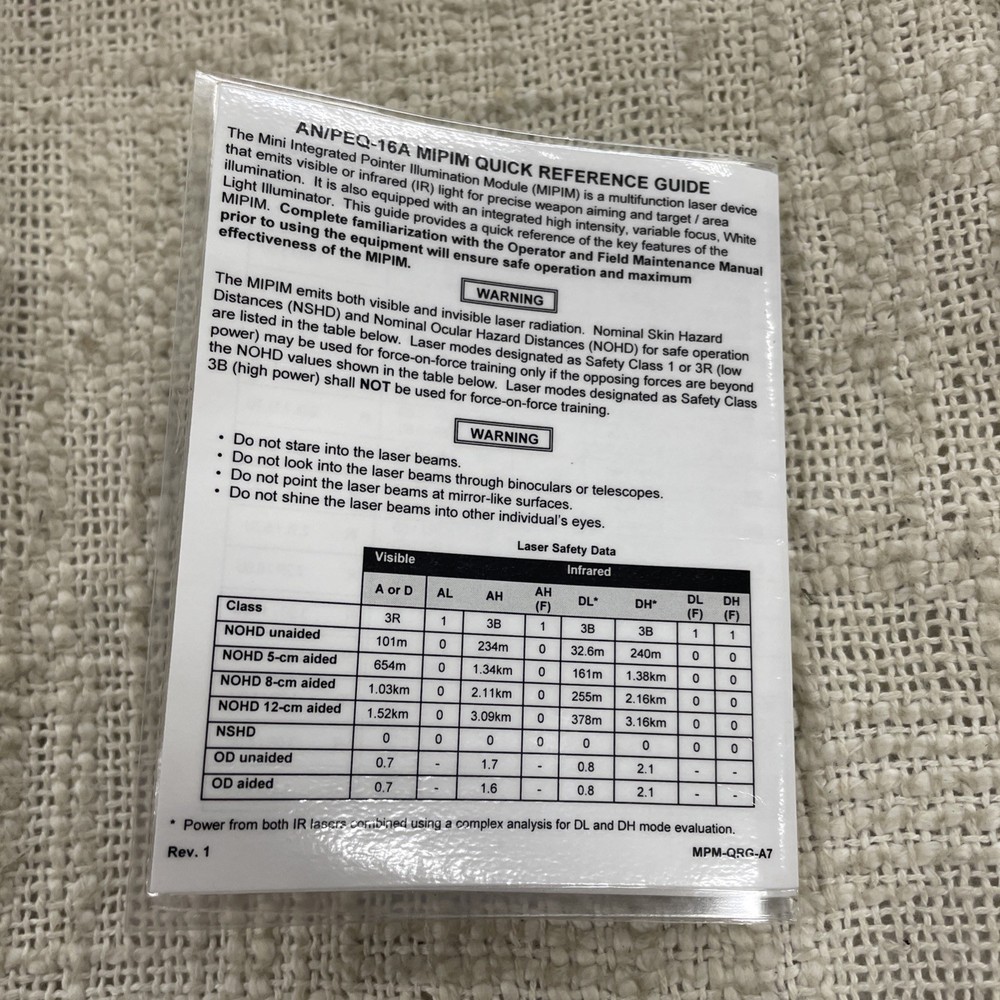 AN/PEQ-16A MIPIM QUICK REFERENCE GUIDE
The Mini Integrated Pointer Illumination Module (MIPIM) is a multifunction laser device
that emits visible or infrared (IR) light for precise weapon aiming and target / area
illumination. It is also equipped with an integrated high intensity, variable focus, White
Light Illuminator. This guide provides a quick reference of the key features of the
MIPIM. Complete familiarization with the Operator and Field Maintenance Manual
prior to using the equipment will ensure safe operation and maximum
effectiveness of the MIPIM.
WARNING
The MIPIM emits both visible and invisible laser radiation. Nominal Skin Hazard
Distances (NSHD) and Nominal Ocular Hazard Distances (NOHD) for safe operation
are listed in the table below. Laser modes designated as Safety Class 1 or 3R (low
power) may be used for force-on-force training only if the opposing forces are beyond
the NOHD values shown in the table below. Laser modes designated as Safety Class
3B (high power) shall NOT be used for force-on-force training.
WARNING
• Do not stare into the laser beams.
• Do not look into the laser beams through binoculars or telescopes.
• Do not point the laser beams at mirror-like surfaces.
• Do not shine the laser beams into other individual's eyes.
Laser Safety Data
Visible Infrared
A or D AL AH AH (F) DL* DH* DL (F) DH (F)
Class 3R 1 3B 1 3B 3B 1 1
NOHD unaided 101m 0 234m 0 32.6m 240m 0 0
NOHD 5-cm aided 654m 0 1.34km 0 161m 1.38km 0 0
NOHD 8-cm aided 1.03km 0 2.11km 0 255m 2.16km 0 0
NOHD 12-cm aided 1.52km 0 3.09km 0 378m 3.16km 0 0
NSHD 0 0 0 0 0 0 0 0
OD unaided 0.7 - 1.7 - 0.8 2.1 - -
OD aided 0.7 - 1.6 - 0.8 2.1 - -
* Power from both IR lasers combined using a complex analysis for DL and DH mode evaluation.
Rev. 1 MPM-QRG-A7